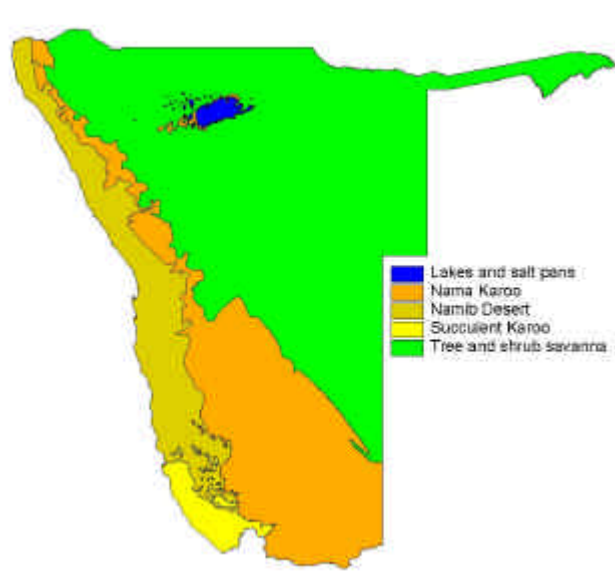 Lakes and salt pans
Nama Karoo
Namib Desert
Succulent Karoo
Tree and shrub savanna